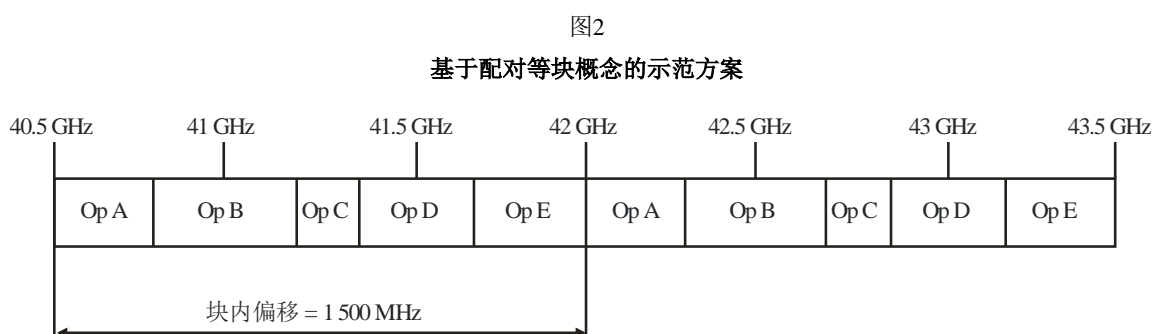 图2
基于配对等块概念的示范方案
40.5 GHz 41 GHz 41.5 GHz 42 GHz 42.5 GHz 43 GHz 43.5 GHz
Op A Op B Op C Op D Op E Op A Op B Op C Op D Op E
块内偏移 = 1 500 MHz